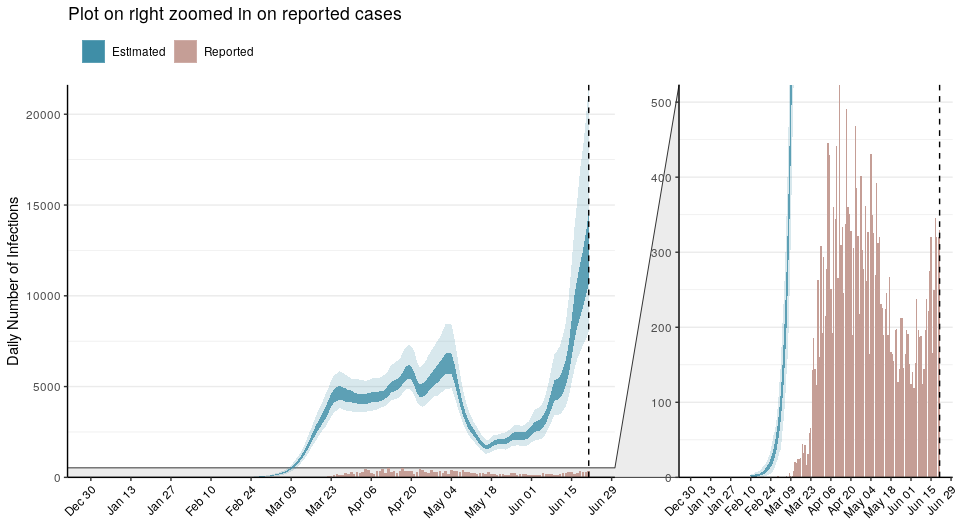 Plot on right zoomed in on reported cases
Estimated Reported
Daily Number of Infections
20000
15000
10000
5000
0
Dec 30 Jan 13 Jan 27 Feb 10 Feb 24 Mar 09 Mar 23 Apr 06 Apr 20 May 04 May 18 Jun 01 Jun 15 Jun 29
500
400
300
200
100
0
Dec 30 Jan 13 Jan 27 Feb 10 Feb 24 Mar 09 Mar 23 Apr 06 Apr 20 May 04 May 18 Jun 01 Jun 15 Jun 29